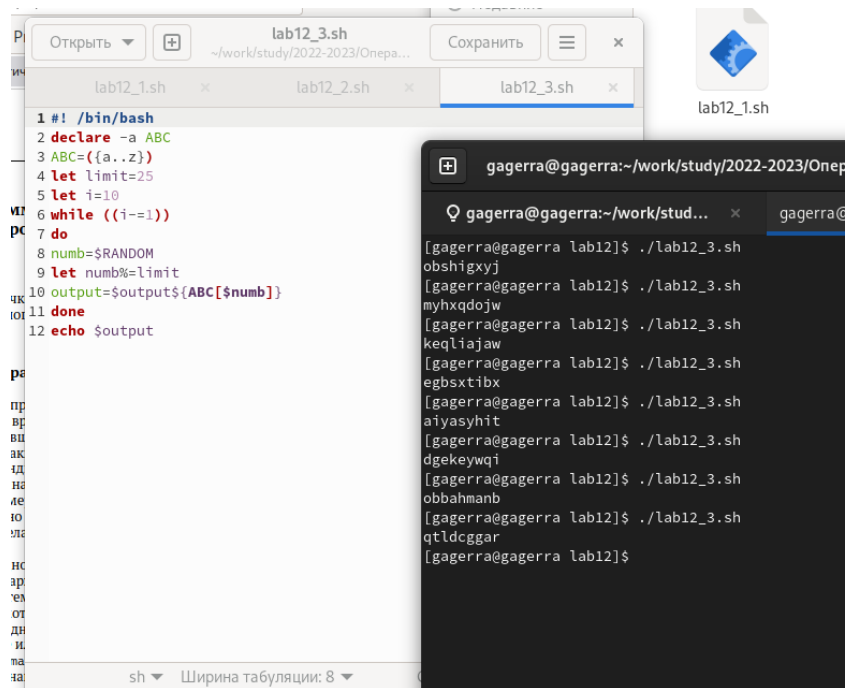 Открыть
lab12_3.sh
~/work/study/2022-2023/Опера...
Сохранить
lab12_1.sh
lab12_2.sh
lab12_3.sh
1 #! /bin/bash
2 declare -a ABC
3 ABC=({a..z})
4 let limit=25
5 let i=10
6 while ((i-=1))
7 do
8 numb=$RANDOM
9 let numb%=limit
10 output=$output${ABC[$numb]}
11 done
12 echo $output
sh
Ширина табуляции: 8
lab12_1.sh
gagerra@gagerra:~/work/study/2022-2023/Опер
gagerra@gagerra:~/work/stud...
gagerra@
[gagerra@gagerra lab12]$ ./lab12_3.sh
obshigxyj
[gagerra@gagerra lab12]$ ./lab12_3.sh
myhxqdojw
[gagerra@gagerra lab12]$ ./lab12_3.sh
keqliajaw
[gagerra@gagerra lab12]$ ./lab12_3.sh
egbsxtibx
[gagerra@gagerra lab12]$ ./lab12_3.sh
aiyasyhit
[gagerra@gagerra lab12]$ ./lab12_3.sh
dgekeywqi
[gagerra@gagerra lab12]$ ./lab12_3.sh
obbahmanb
[gagerra@gagerra lab12]$ ./lab12_3.sh
qtldcggar
[gagerra@gagerra lab12]$